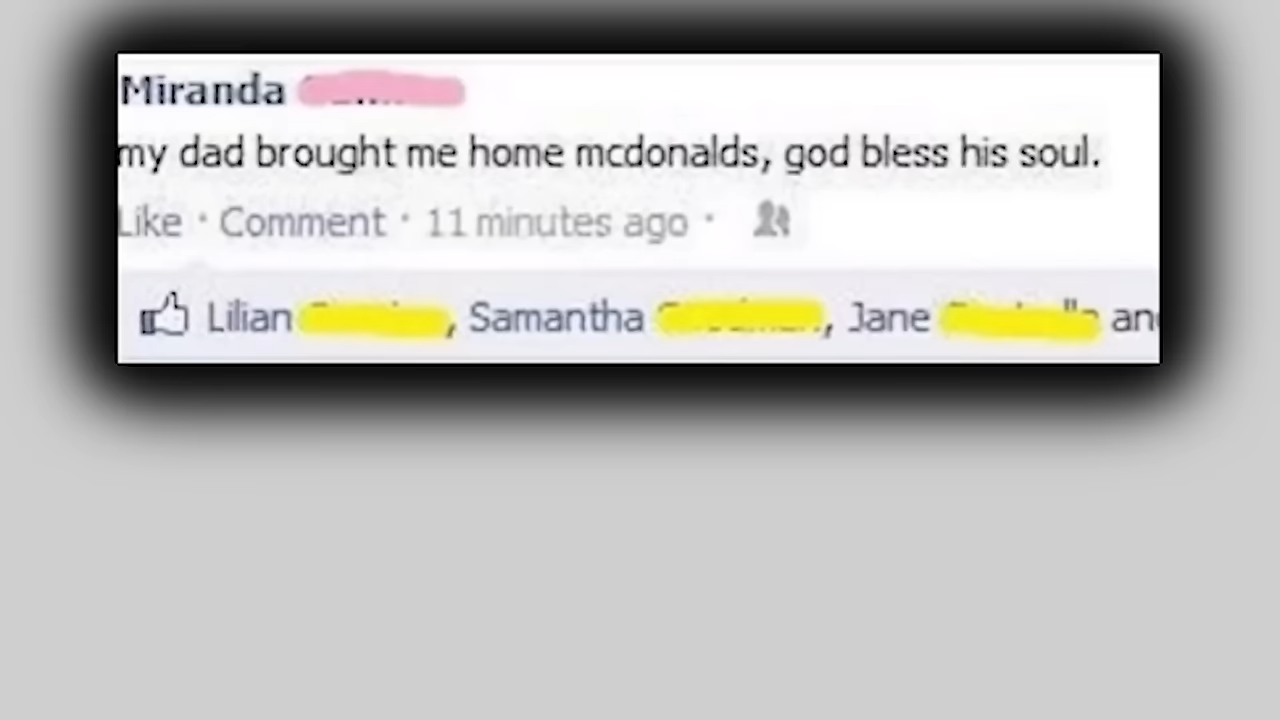 Miranda
my dad brought me home mcdonalds, god bless his soul.
Like · Comment · 11 minutes ago ·
Lilian , Samantha , Jane an